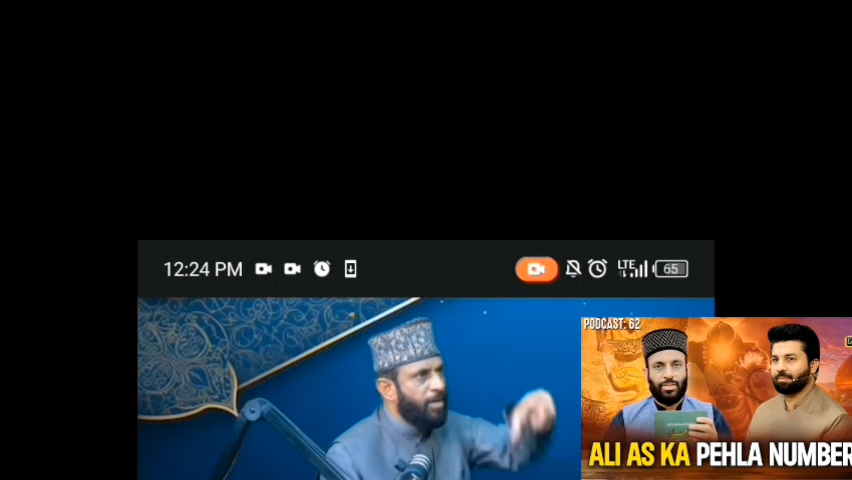 12:24 PM
LTE
65
PODCAST: 62
ALI AS KA PEHLA NUMBER